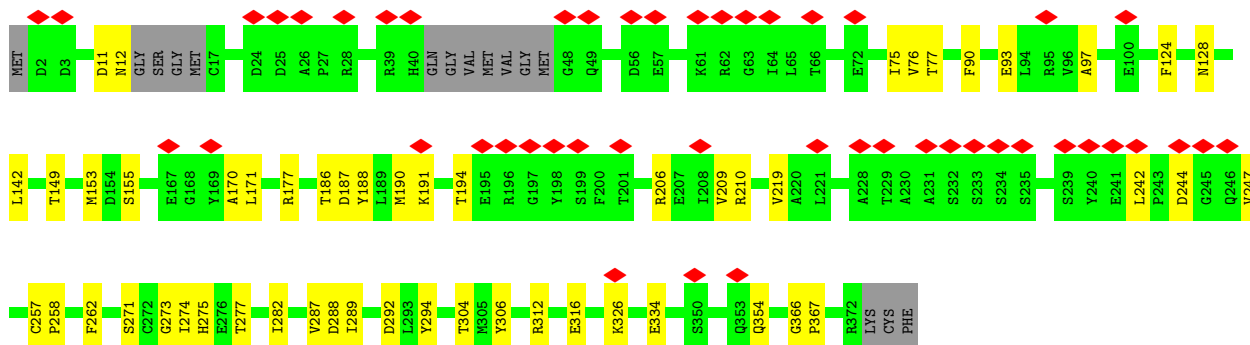 MET D2 D3 D11 N12 GLY SER GLY MET C17 D24 D25 A26 P27 R28 R39 H40 GLN GLY VAL MET VAL GLY MET G48 Q49 D56 E57 K61 R62 G63 I64 L65 T66 E72 I75 V76 T77 F90 E93 L94 R95 V96 A97 E100 F124 N128
L142 T149 M153 D154 S155 E167 G168 Y169 A170 L171 R177 T186 D187 Y188 L189 M190 K191 T194 E195 R196 G197 Y198 S199 F200 T201 R206 E207 I208 V209 R210 V219 A220 L221 A228 T229 A230 A231 S232 S233 S234 S235 S239 Y240 E241 L242 P243 D244 G245 Q246 V247
C257 P258 F262 S271 C272 G273 I274 H275 E276 T277 I282 V287 D288 I289 D292 L293 Y294 T304 M305 Y306 R312 E316 K326 E334 S350 Q353 Q354 G366 P367 R372 LYS CYS PHE